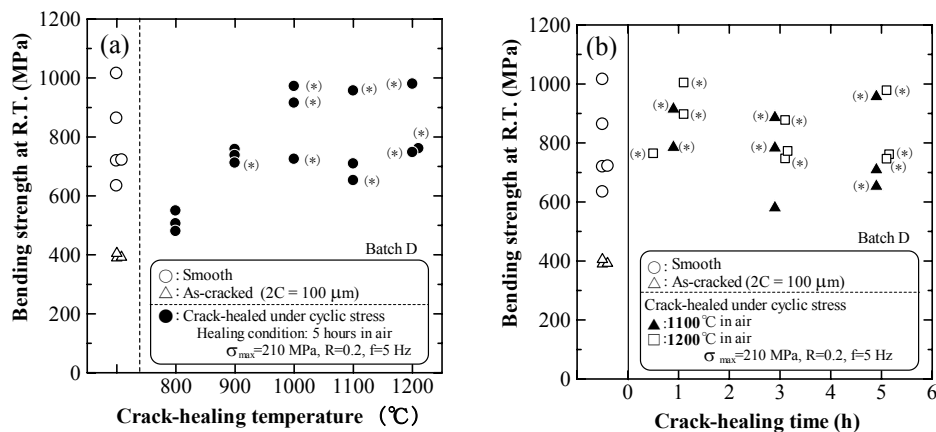 1200
1000
800
600
400
200
0
Bending strength at R.T. (MPa)
(a)
(*)
(*)
(*)
(*)
(*)
(*)
(*)
(*)
(*)
Batch D
○: Smooth
△: As-cracked (2C = 100 μm)
●: Crack-healed under cyclic stress
Healing condition: 5 hours in air
σmax=210 MPa, R=0.2, f=5 Hz
800 900 1000 1100 1200
Crack-healing temperature (℃)
1200
1000
800
600
400
200
0
Bending strength at R.T. (MPa)
(b)
(*)
(*)
(*)
(*)
(*)
(*)
(*)
(*)
(*)
(*)
(*)
(*)
(*)
(*)
Batch D
○: Smooth
△: As-cracked (2C = 100 μm)
Crack-healed under cyclic stress
▲:1100℃ in air
□:1200℃ in air
σmax=210 MPa, R=0.2, f=5 Hz
0 1 2 3 4 5 6
Crack-healing time (h)